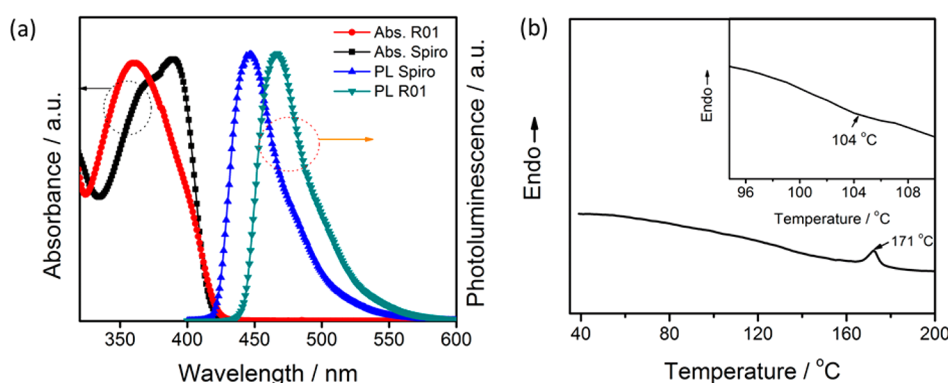 (a)
Abs. R01
Abs. Spiro
PL Spiro
PL R01
Absorbance / a.u.
Photoluminescence / a.u.
350 400 450 500 550 600
Wavelength / nm
(b)
Endo→
104 °C
96 100 104 108
Temperature / °C
Endo→
171 °C
40 80 120 160 200
Temperature / °C